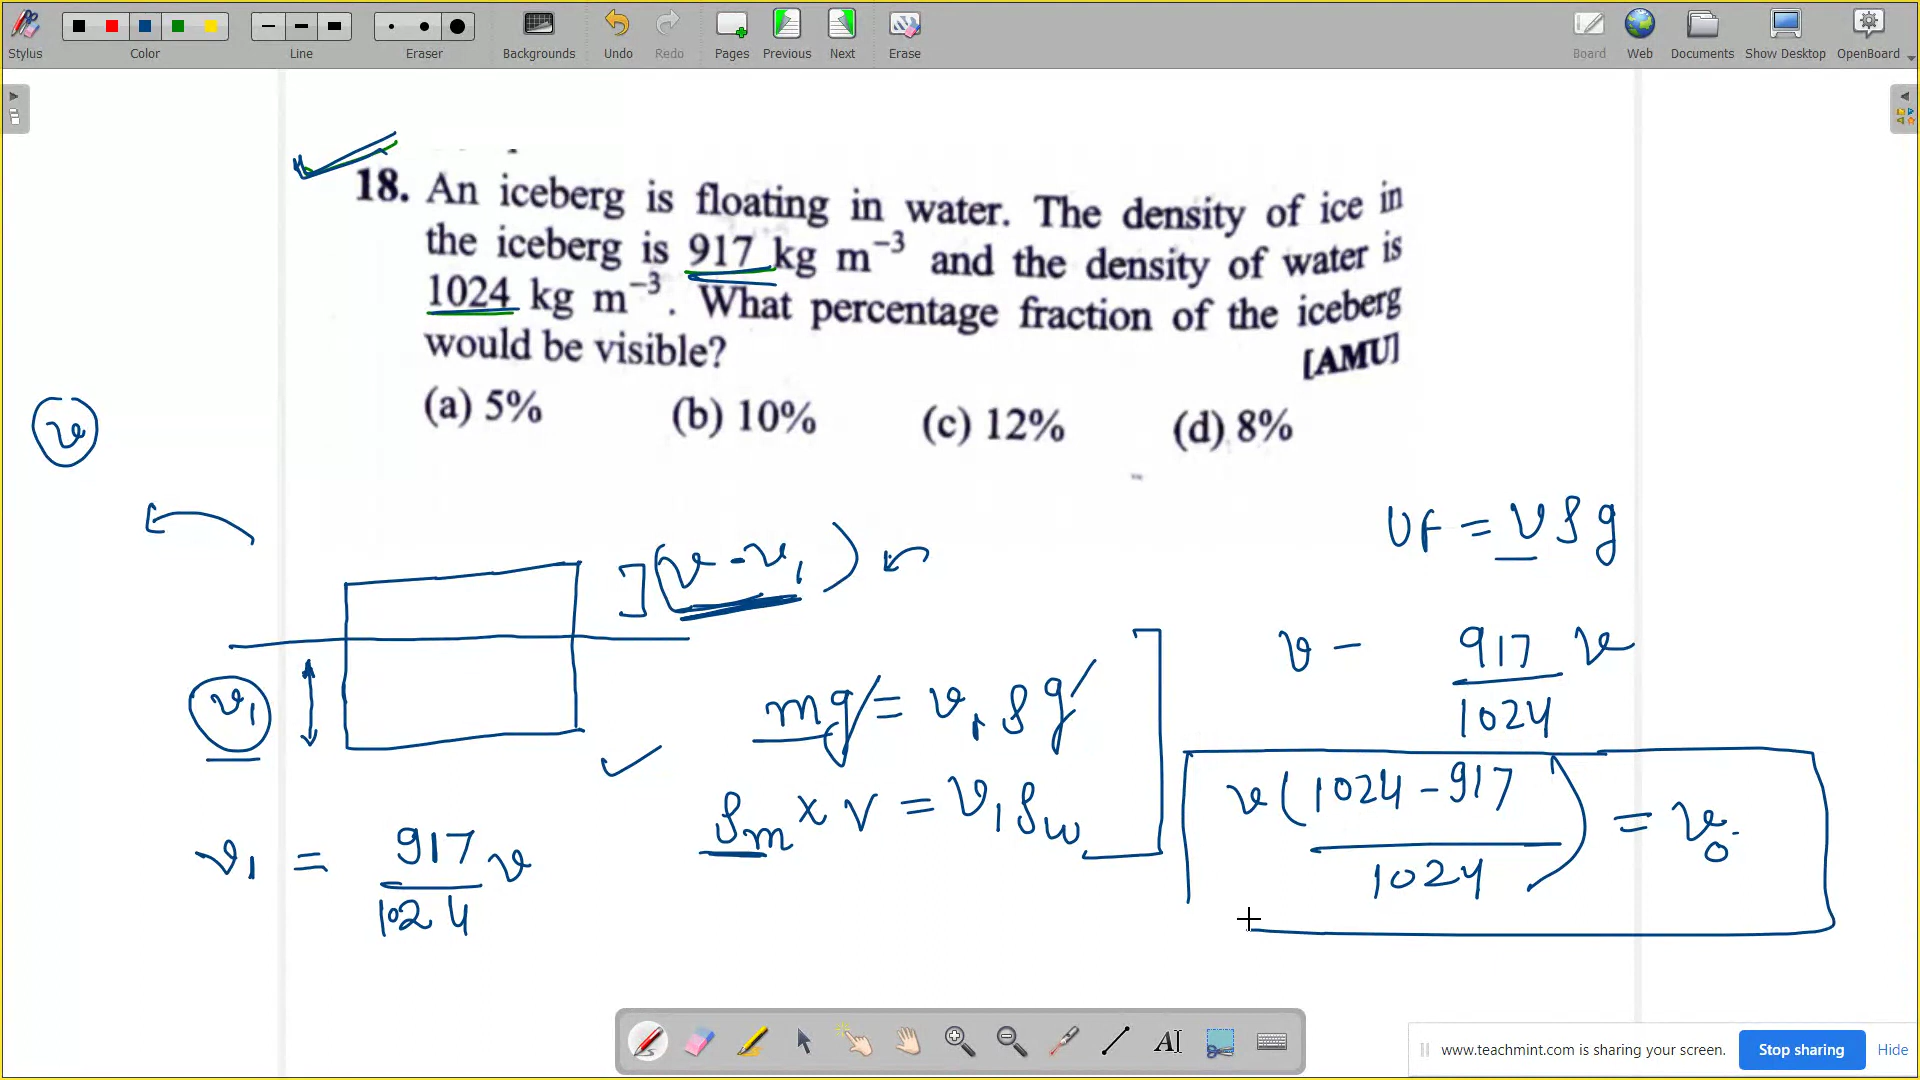 Stylus Color Line Eraser Backgrounds Undo Redo Pages Previous Next Erase Board Web Documents Show Desktop OpenBoard
18. An iceberg is floating in water. The density of ice in
the iceberg is 917 kg m⁻³ and the density of water is
1024 kg m⁻³. What percentage fraction of the iceberg
would be visible?
[AMU]
(a) 5% (b) 10% (c) 12% (d) 8%
v
UF = Vρg
](v - v₁)
v - 917/1024 v
v₁
mg = v₁ρg
ρm × v = v₁ρw
v(1024 - 917 / 1024) = v₀
v₁ = 917/1024 v
www.teachmint.com is sharing your screen. Stop sharing Hide